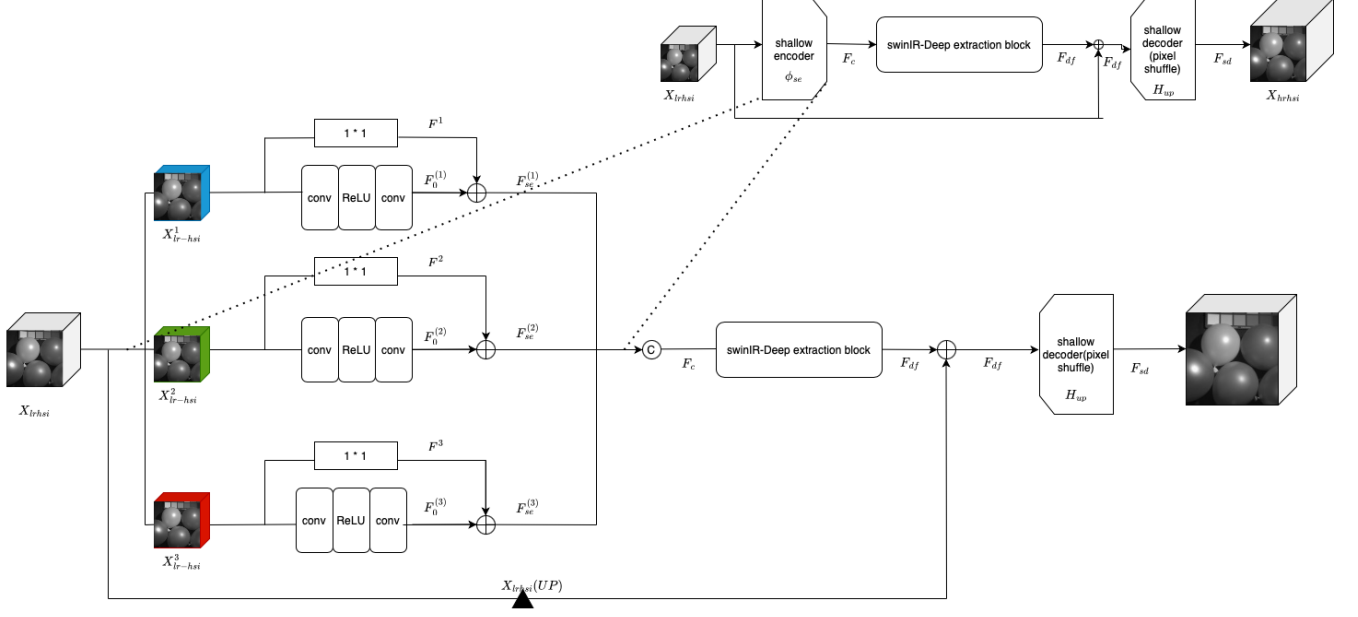 shallow
encoder
ϕ_se
X_lrhsi
F_c
swinIR-Deep extraction block
F_df
F_df
shallow
decoder
(pixel
shuffle)
H_up
F_sd
X_hrhsi
1 * 1
F^1
conv ReLU conv
F_0^(1)
F_se^(1)
X_lr-hsi^1
1 * 1
F^2
conv ReLU conv
F_0^(2)
F_se^(2)
X_lr-hsi^2
X_lrhsi
C
F_c
swinIR-Deep extraction block
F_df
F_df
shallow
decoder(pixel
shuffle)
H_up
F_sd
1 * 1
F^3
conv ReLU conv
F_0^(3)
F_se^(3)
X_lr-hsi^3
X_lrhsi(UP)